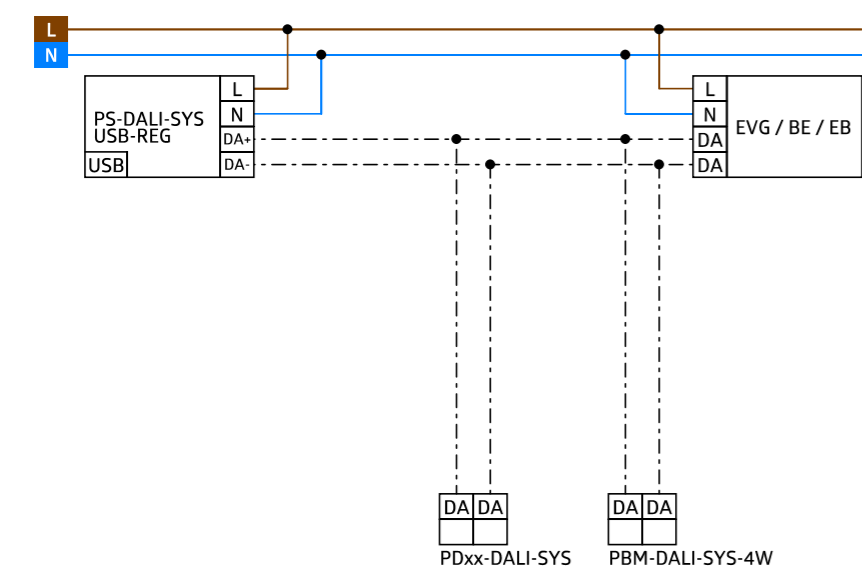 L
N
PS-DALI-SYS
USB-REG
USB
L
N
DA+
DA-
L
N
DA
DA
EVG / BE / EB
DA DA
PDxx-DALI-SYS
DA DA
PBM-DALI-SYS-4W